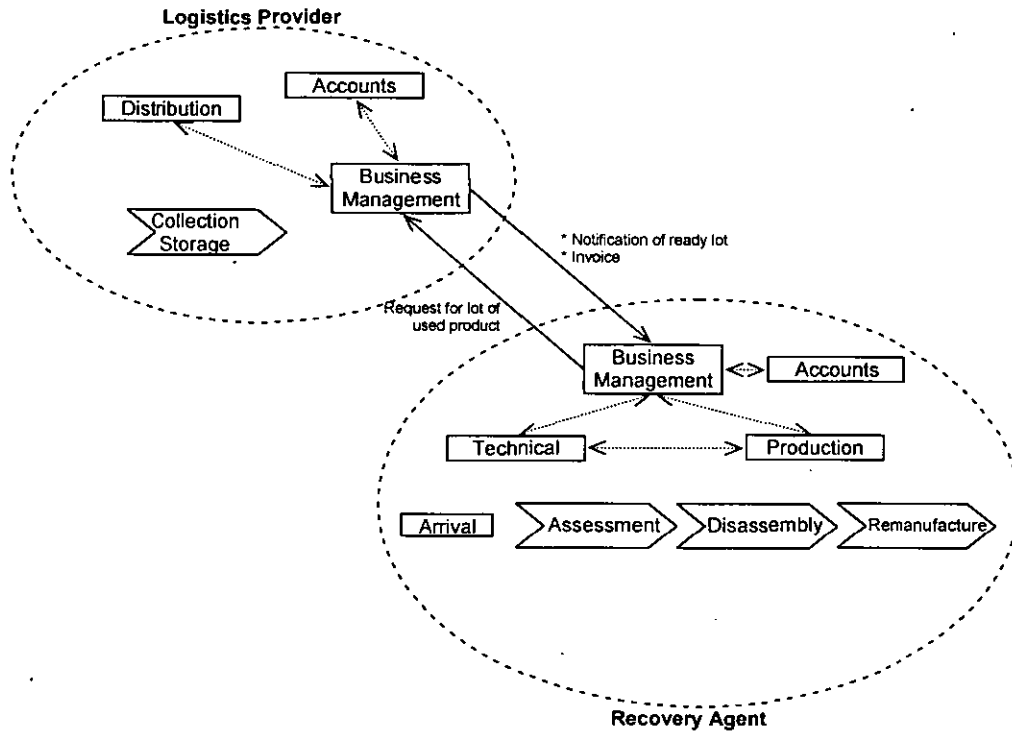 Logistics Provider
Accounts
Distribution
Business
Management
Collection
Storage
* Notification of ready lot
* Invoice
Request for lot of
used product
Business
Management
Accounts
Technical
Production
Arrival
Assessment
Disassembly
Remanufacture
Recovery Agent